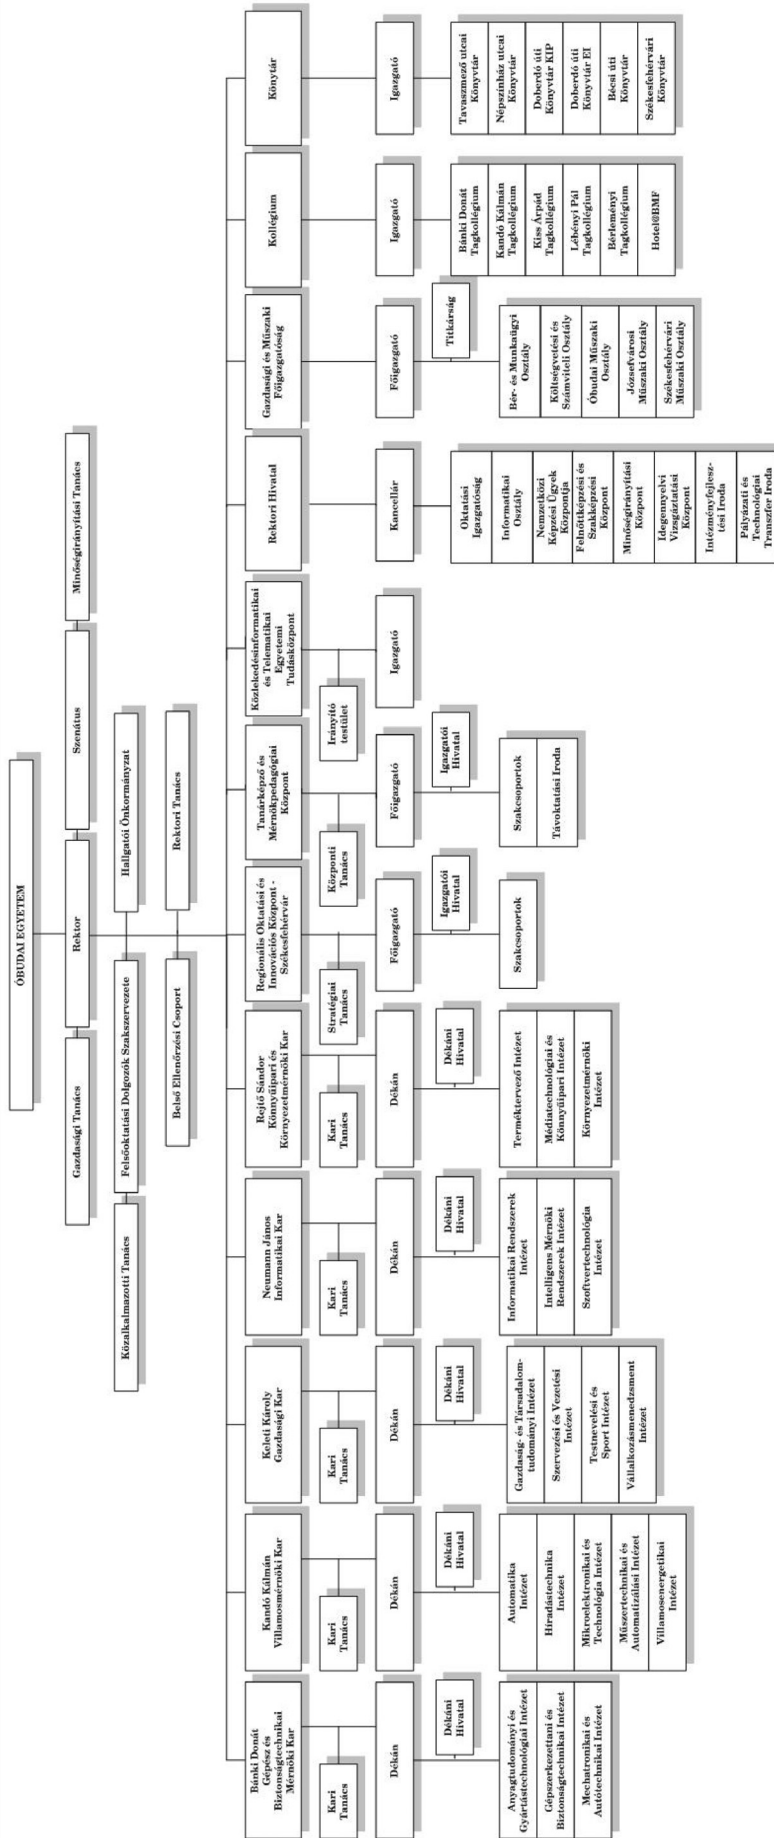 ÓBUDAI EGYETEM
Gazdasági Tanács
Rektor
Szenátus
Minőségirányítási Tanács
Közalkalmazotti Tanács
Felsőoktatási Dolgozók Szakszervezete
Hallgatói Önkormányzat
Belső Ellenőrzési Csoport
Rektori Tanács
Bánki Donát
Gépész és
Biztonságtechnikai
Mérnöki Kar
Kari
Tanács
Dékán
Dékáni
Hivatal
Anyagtudományi és
Gyártástechnológiai Intézet
Gépszerkezettani és
Biztonságtechnikai Intézet
Mechatronikai és
Autótechnikai Intézet
Kandó Kálmán
Villamosmérnöki Kar
Kari
Tanács
Dékán
Dékáni
Hivatal
Automatika
Intézet
Híradástechnika
Intézet
Mikroelektronikai és
Technológia Intézet
Műszertechnikai és
Automatizálási Intézet
Villamosenergetikai
Intézet
Keleti Károly
Gazdasági Kar
Kari
Tanács
Dékán
Dékáni
Hivatal
Gazdaság- és Társadalom-
tudományi Intézet
Szervezési és Vezetési
Intézet
Testnevelési és
Sport Intézet
Vállalkozásmenedzsment
Intézet
Neumann János
Informatikai Kar
Kari
Tanács
Dékán
Dékáni
Hivatal
Informatikai Rendszerek
Intézet
Intelligens Mérnöki
Rendszerek Intézet
Szoftvertechnológia
Intézet
Rejtő Sándor
Könnyűipari és
Környezetmérnöki Kar
Kari
Tanács
Dékán
Dékáni
Hivatal
Terméktervező Intézet
Médiatechnológiai és
Könnyűipari Intézet
Környezetmérnöki
Intézet
Regionális Oktatási és
Innovációs Központ -
Székesfehérvár
Stratégiai
Tanács
Főigazgató
Igazgatói
Hivatal
Szakcsoportok
Tanárképző és
Mérnökpedagógiai
Központ
Központi
Tanács
Főigazgató
Igazgatói
Hivatal
Szakcsoportok
Távoktatási Iroda
Közlekedésinformatikai
és Telematikai
Egyetemi
Tudásközpont
Irányító
testület
Igazgató
Rektori Hivatal
Kancellár
Oktatási
Igazgatóság
Informatikai
Osztály
Nemzetközi
Képzési Ügyek
Központja
Felnőttképzési és
Szakképzési
Központ
Minőségirányítási
Központ
Idegennyelvi
Vizsgáztatási
Központ
Intézményfejlesz-
tési Iroda
Pályázati és
Technológiai
Transzfer Iroda
Gazdasági és Műszaki
Főigazgatóság
Főigazgató
Titkárság
Bér- és Munkaügyi
Osztály
Költségvetési és
Számviteli Osztály
Óbudai Műszaki
Osztály
Józsefvárosi
Műszaki Osztály
Székesfehérvári
Műszaki Osztály
Kollégium
Igazgató
Bánki Donát
Tagkollégium
Kandó Kálmán
Tagkollégium
Kiss Árpád
Tagkollégium
Lébényi Pál
Tagkollégium
Bérleményi
Tagkollégium
Hotel@BMF
Könytár
Igazgató
Tavaszmező utcai
Könyvtár
Népszínház utcai
Könyvtár
Doberdó úti
Könyvtár KIP
Doberdó úti
Könyvtár EI
Bécsi úti
Könyvtár
Székesfehérvári
Könyvtár